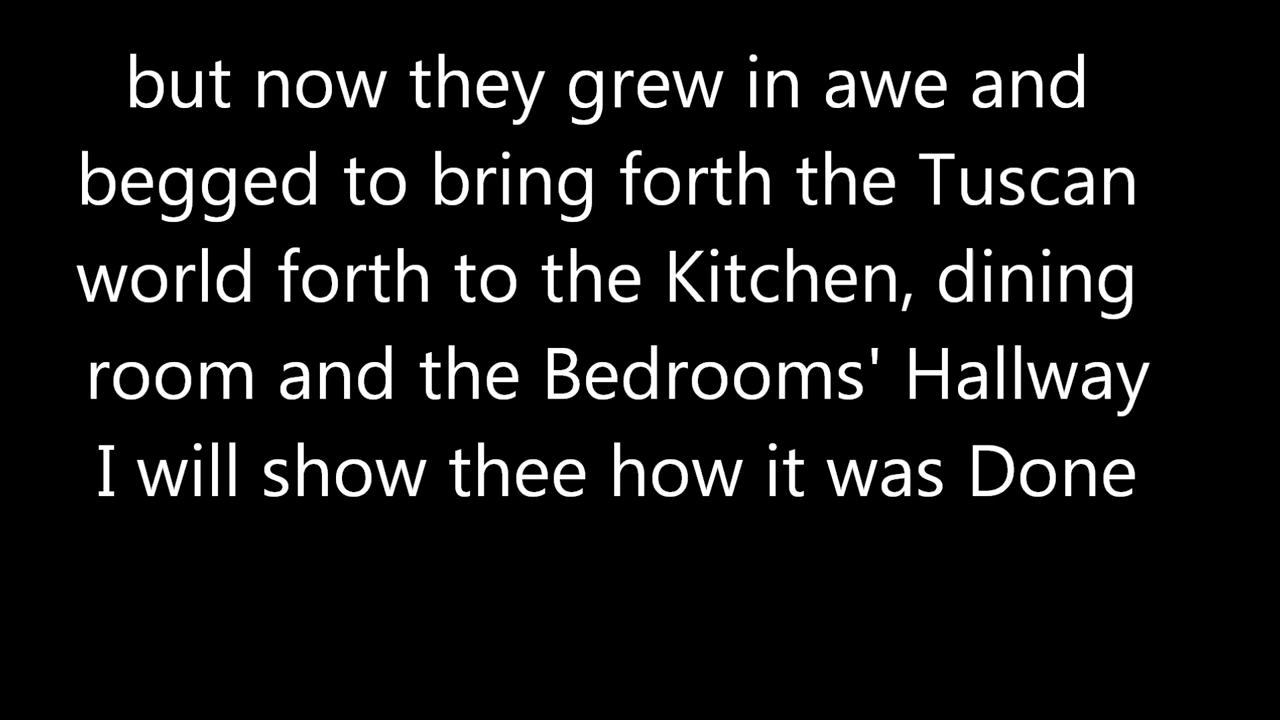 but now they grew in awe and
begged to bring forth the Tuscan
world forth to the Kitchen, dining
room and the Bedrooms' Hallway
I will show thee how it was Done